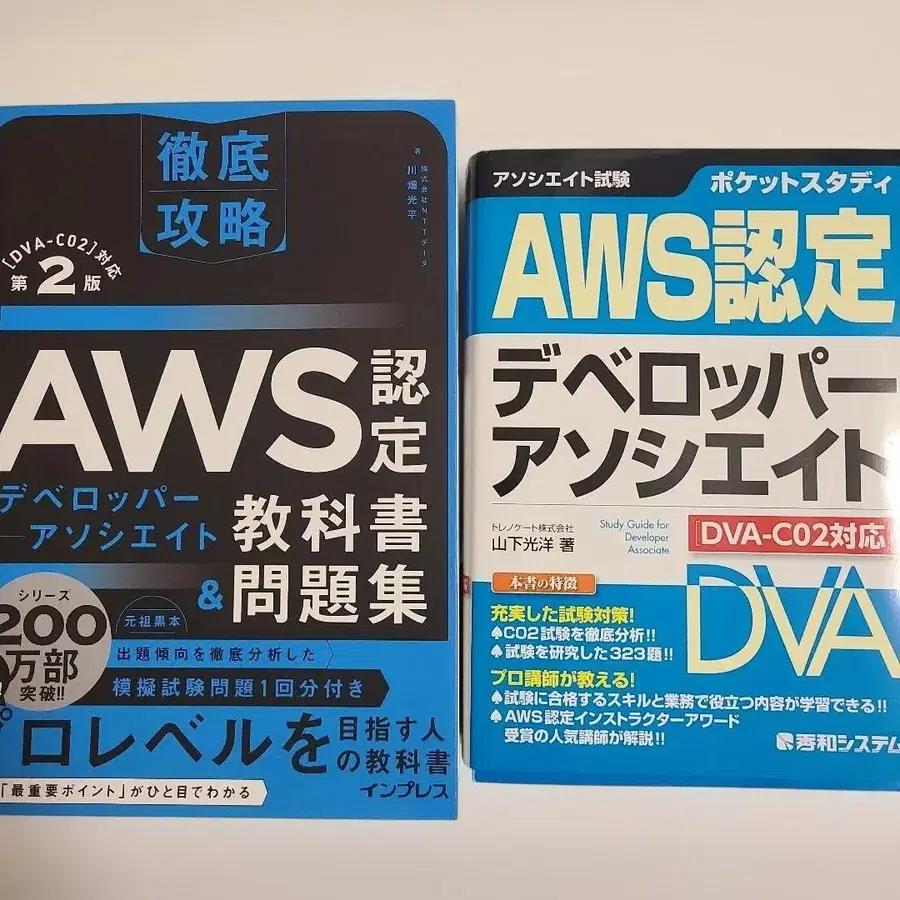 徹底
攻略
著
株式会社NTTデータ
川畑光平
［DVA-C02］対応
第2版
AWS認定
デベロッパー
アソシエイト
教科書
&問題集
シリーズ
200
万部
突破!!
元祖黒本
出題傾向を徹底分析した
模擬試験問題1回分付き
プロレベルを目指す人の教科書
「最重要ポイント」がひと目でわかる
インプレス
アソシエイト試験
ポケットスタディ
AWS認定
デベロッパー
アソシエイト
トレノケート株式会社
山下光洋 著
Study Guide for
Developer
Associate
［DVA-C02対応］
DVA
本書の特徴
充実した試験対策!
♠C02試験を徹底分析!!
♠試験を研究した323題!!
プロ講師が教える!
♠試験に合格するスキルと業務で役立つ内容が学習できる!!
♠AWS認定インストラクターアワード
受賞の人気講師が解説!!
秀和システム